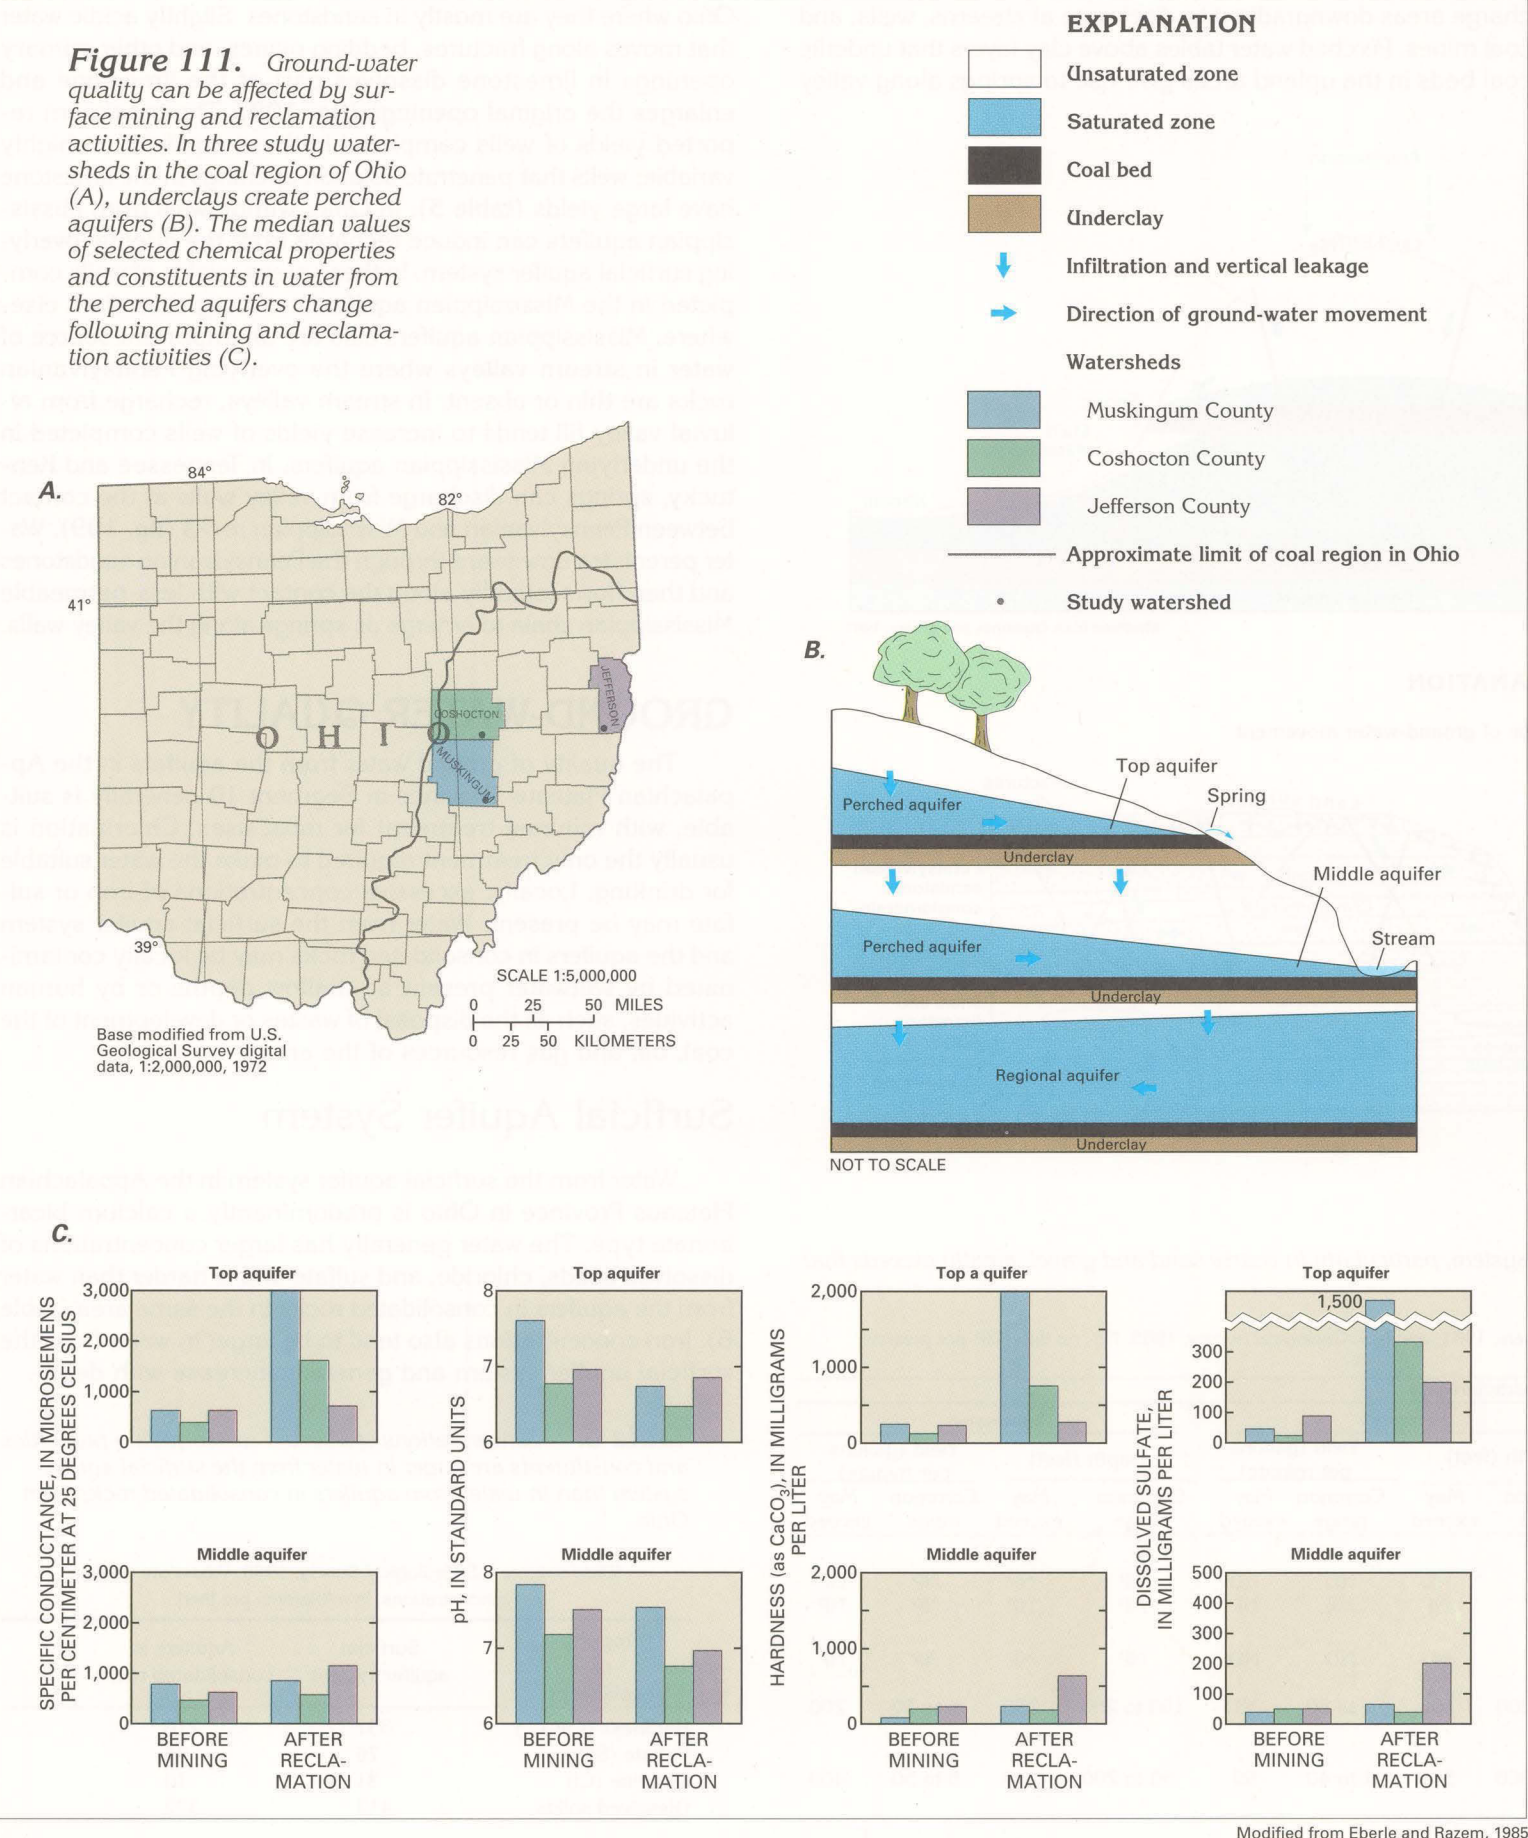 Figure 111. Ground-water
quality can be affected by sur-
face mining and reclamation
activities. In three study water-
sheds in the coal region of Ohio
(A), underclays create perched
aquifers (B). The median values
of selected chemical properties
and constituents in water from
the perched aquifers change
following mining and reclama-
tion activities (C).
EXPLANATION
Unsaturated zone
Saturated zone
Coal bed
Underclay
Infiltration and vertical leakage
Direction of ground-water movement
Watersheds
Muskingum County
Coshocton County
Jefferson County
Approximate limit of coal region in Ohio
Study watershed
A.
84°
82°
41°
39°
OHIO
COSHOCTON
MUSKINGUM
JEFFERSON
SCALE 1:5,000,000
0 25 50 MILES
0 25 50 KILOMETERS
Base modified from U.S.
Geological Survey digital
data, 1:2,000,000, 1972
B.
Top aquifer
Spring
Perched aquifer
Underclay
Middle aquifer
Stream
Perched aquifer
Underclay
Regional aquifer
Underclay
NOT TO SCALE
C.
SPECIFIC CONDUCTANCE, IN MICROSIEMENS
PER CENTIMETER AT 25 DEGREES CELSIUS
Top aquifer
3,000
2,000
1,000
0
Middle aquifer
3,000
2,000
1,000
0
BEFORE
MINING
AFTER
RECLA-
MATION
pH, IN STANDARD UNITS
Top aquifer
8
7
6
Middle aquifer
8
7
6
BEFORE
MINING
AFTER
RECLA-
MATION
HARDNESS (as CaCO₃), IN MILLIGRAMS
PER LITER
Top a quifer
2,000
1,000
0
Middle aquifer
2,000
1,000
0
BEFORE
MINING
AFTER
RECLA-
MATION
DISSOLVED SULFATE,
IN MILLIGRAMS PER LITER
Top aquifer
1,500
300
200
100
0
Middle aquifer
500
400
300
200
100
0
BEFORE
MINING
AFTER
RECLA-
MATION
Modified from Eberle and Razem, 1985